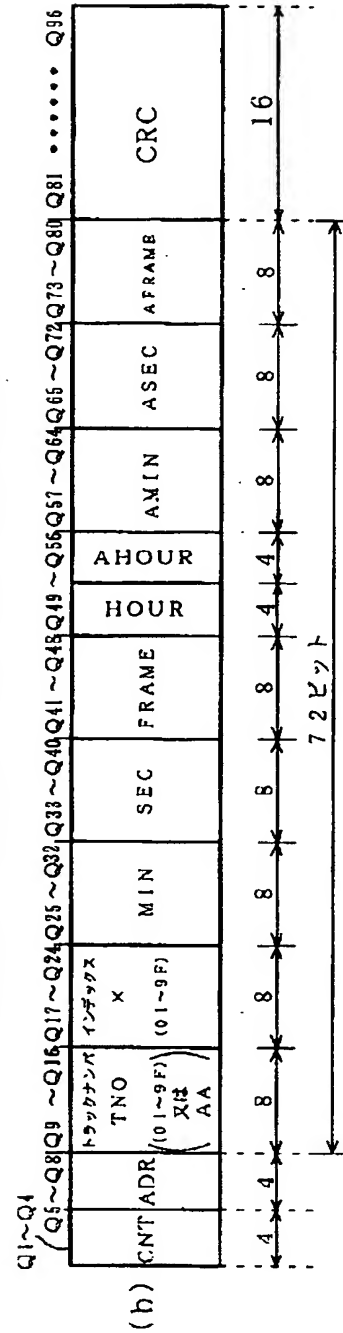 (b)
Q1~Q4
Q5~Q8 Q9 ~Q16 Q17~Q24 Q25~Q32 Q33~Q40 Q41~Q48 Q49~Q56 Q57~Q64 Q65~Q72 Q73~Q80 Q81 ・・・・・・ Q96
CNT
ADR
トラックナンバ
TNO
(01~9F)
又は
AA
インデックス
×
(01~9F)
MIN
SEC
FRAME
HOUR
AHOUR
AMIN
ASEC
AFRAME
CRC
4 4 8 8 8 8 8 4 4 8 8 8 16
72ビット